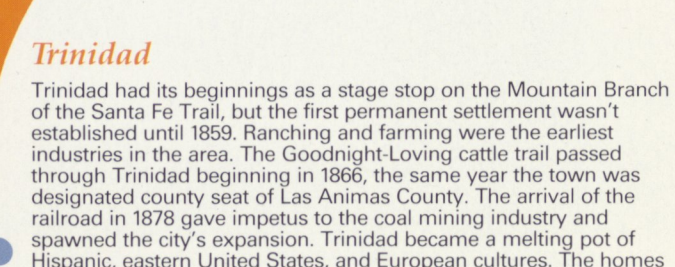 Trinidad
Trinidad had its beginnings as a stage stop on the Mountain Branch
of the Santa Fe Trail, but the first permanent settlement wasn't
established until 1859. Ranching and farming were the earliest
industries in the area. The Goodnight-Loving cattle trail passed
through Trinidad beginning in 1866, the same year the town was
designated county seat of Las Animas County. The arrival of the
railroad in 1878 gave impetus to the coal mining industry and
spawned the city's expansion. Trinidad became a melting pot of
Hispanic, eastern United States, and European cultures. The homes